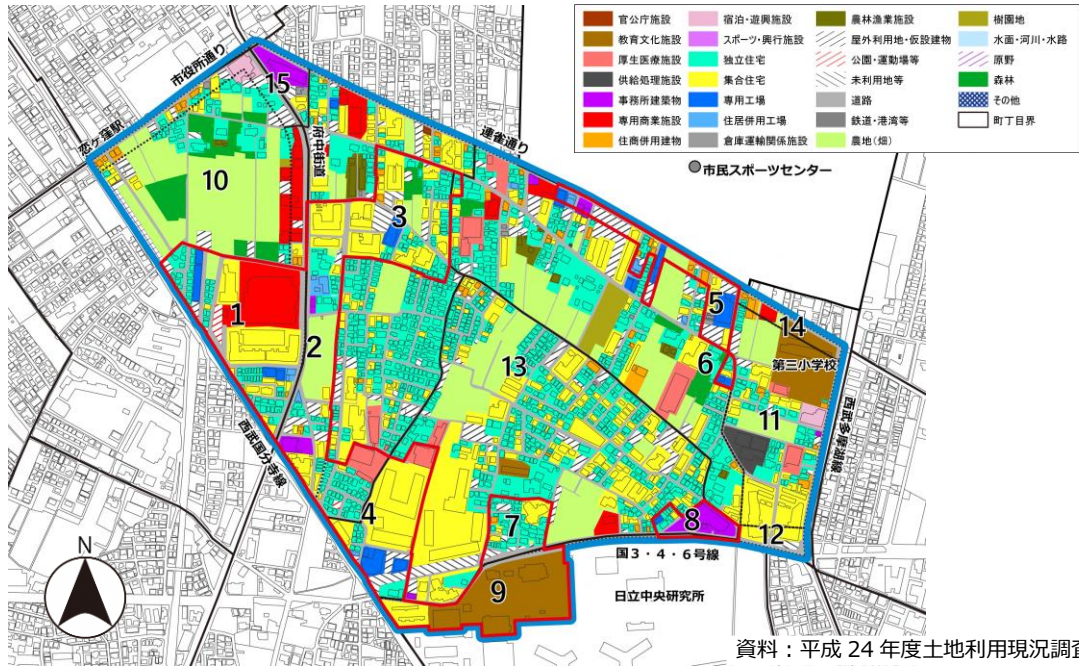 官公庁施設 宿泊・遊興施設 農林漁業施設 樹園地
教育文化施設 スポーツ・興行施設 屋外利用地・仮設建物 水面・河川・水路
厚生医療施設 独立住宅 公園・運動場等 原野
供給処理施設 集合住宅 未利用地等 森林
事務所建築物 専用工場 道路 その他
専用商業施設 住居併用工場 鉄道・港湾等 町丁目界
住商併用建物 倉庫運輸関係施設 農地(畑)
市役所通り
15
恋ヶ窪駅
府中街道
連雀通り
市民スポーツセンター
10
3
1
2
5
14
第三小学校
13
6
11
西武多摩湖線
西武国分寺線
4
7
8
12
国3・4・6号線
9
日立中央研究所
N
資料:平成 24 年度土地利用現況調査